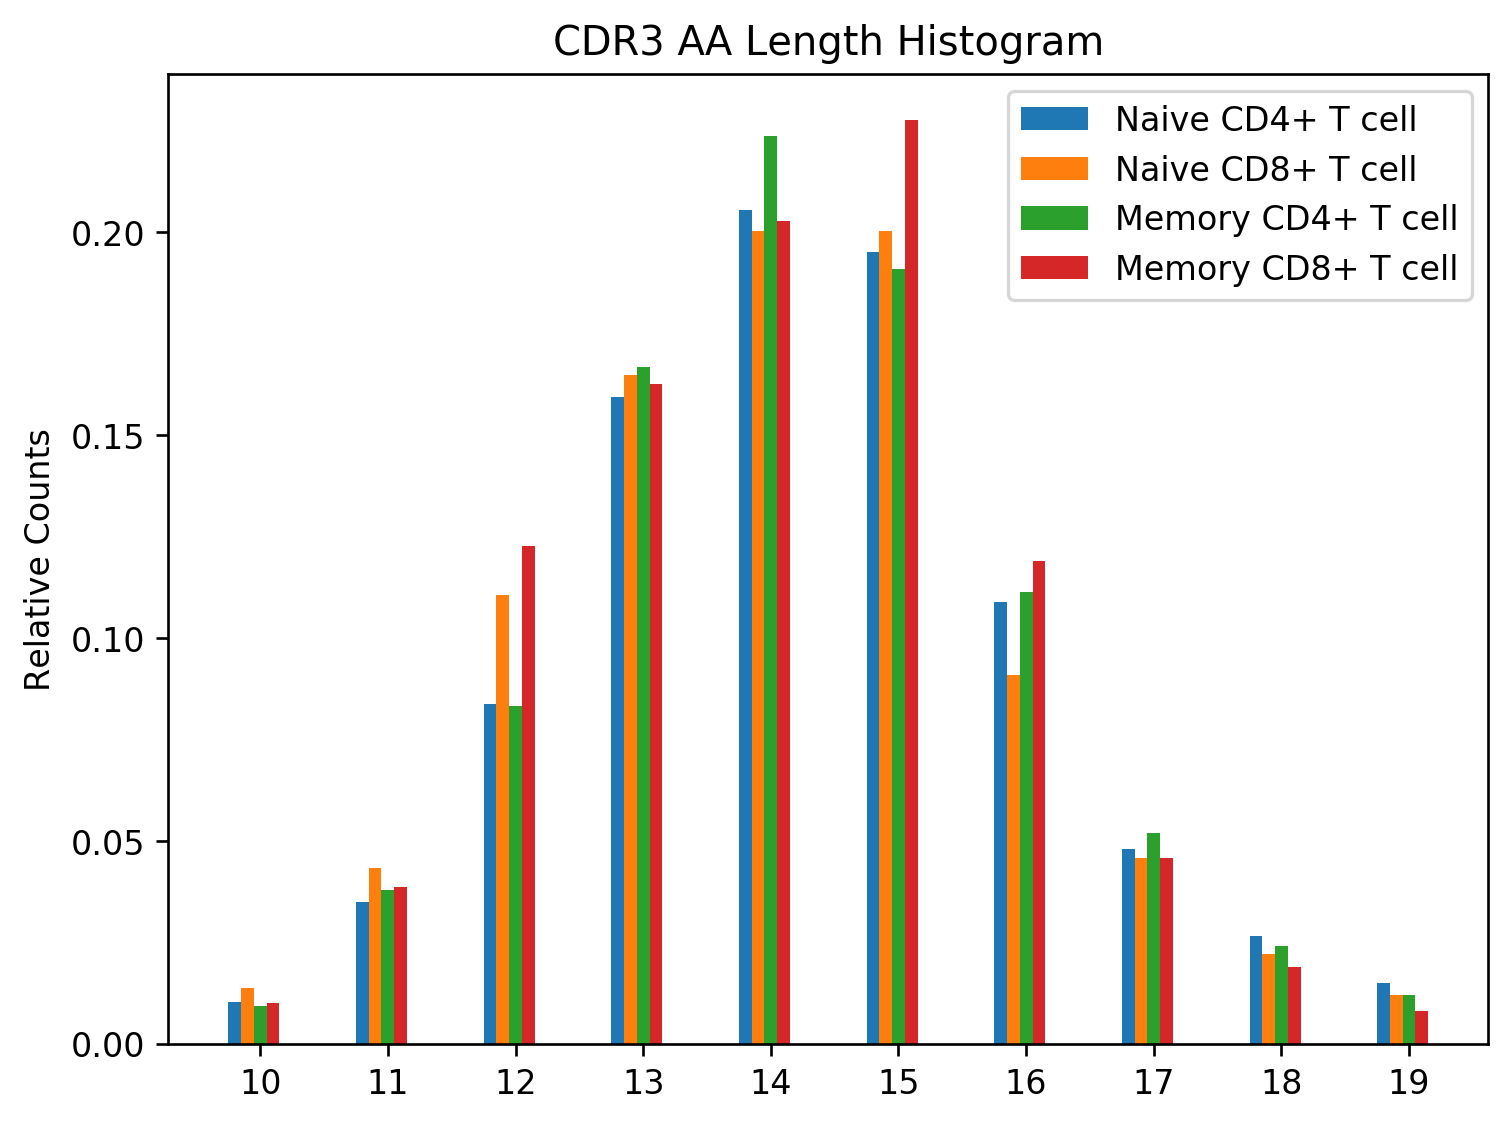 CDR3 AA Length Histogram
Naive CD4+ T cell
Naive CD8+ T cell
Memory CD4+ T cell
Memory CD8+ T cell
Relative Counts
0.20
0.15
0.10
0.05
0.00
10 11 12 13 14 15 16 17 18 19